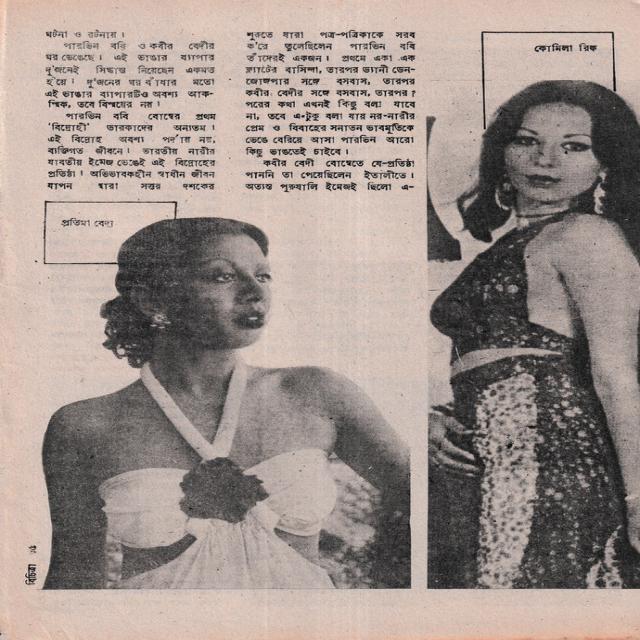 ঘটনা ও রটনায়।
পারভিন ববি ও কবীর বেদীর
ঘর ভেঙেছে। এই ভাঙার ব্যাপার
দু'জনেই সিদ্ধান্ত নিয়েছেন একমত
হ'য়ে। দু'জনের ঘর বাঁধার মতো
এই ভাঙার ব্যাপারটিও অবশ্য আক-
স্মিক, তবে বিস্ময়ের নয়।
পারভিন ববি বোম্বের প্রথম
'বিদ্রোহী' তারকাদের অন্যতম।
এই বিদ্রোহ অবশ্য পর্দায় নয়,
ব্যক্তিগত জীবনে। ভারতীয় নারীর
যাবতীয় ইমেজ ভেঙেই এই বিদ্রোহের
প্রতিষ্ঠা। অভিভাবকহীন স্বাধীন জীবন
যাপন দ্বারা সত্তর দশকের
শুরুতে যারা পত্র-পত্রিকাকে সরব
ক'রে তুলেছিলেন পারভিন ববি
তাঁদেরই একজন। প্রথমে একা এক
ফ্ল্যাটের বাসিন্দা, তারপর ড্যানী ডেন-
জোঙ্গপার সঙ্গে বসবাস, তারপর
কবীর বেদীর সঙ্গে বসবাস, তারপর?
পরের কথা এখনই কিছু বলা যাবে
না, তবে এ-টুকু বলা যায় নর-নারীর
প্রেম ও বিবাহের সনাতন ভাবমূর্তিকে
ভেঙে বেরিয়ে আসা পারভিন আরো
কিছু ভাঙতেই চাইবে।
কবীর বেদী বোম্বেতে যে-প্রতিষ্ঠা
পাননি তা পেয়েছিলেন ইতালীতে।
অত্যন্ত পুরুষালি ইমেজই ছিলো এ-
কোমিলা রিক
প্রতিমা বেদী
বিচিত্রা